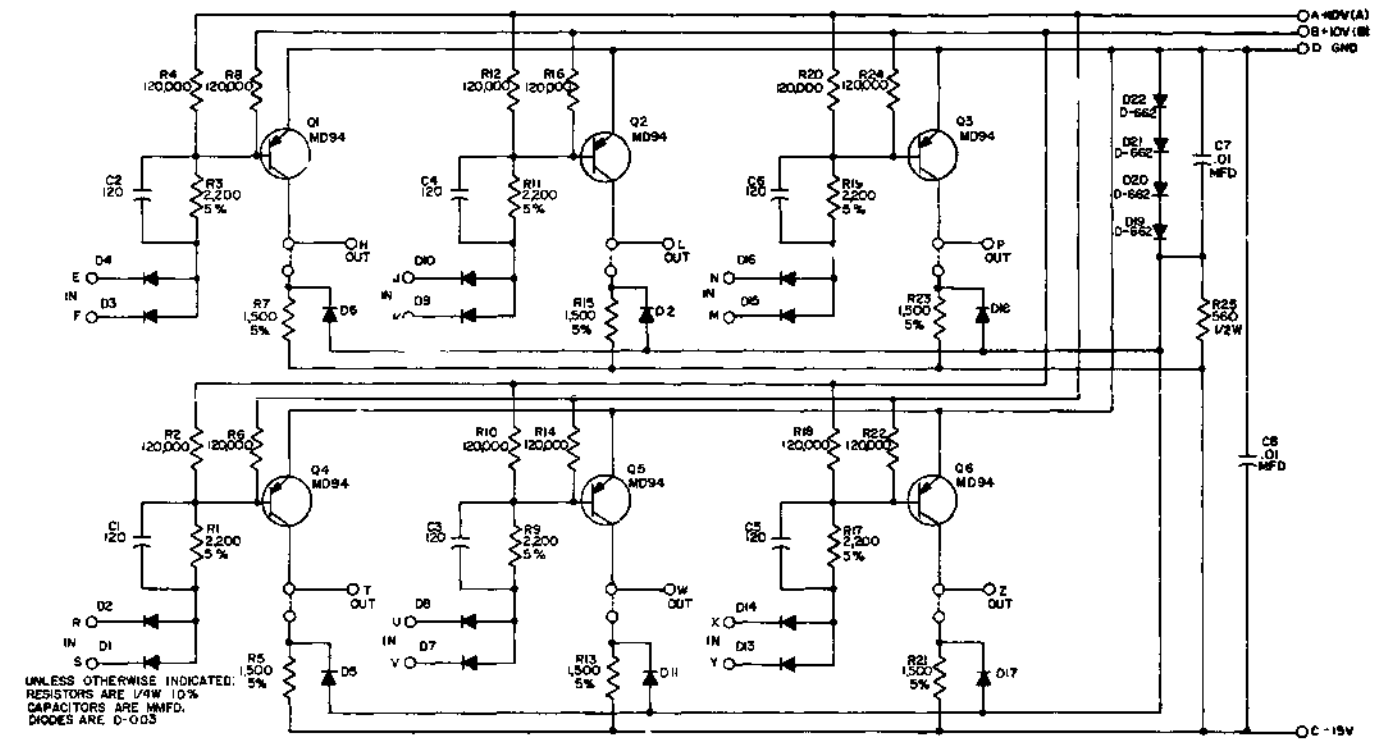 A+10V(A)
B+10V(B)
D GND
R4
120,000
R8
120,000
R12
120,000
R16
120,000
R20
120,000
R24
120,000
Q1
MD94
Q2
MD94
Q3
MD94
D22
D-662
D21
D-662
D20
D-662
D19
D-662
C7
.01
MFD
C2
120
R3
2,200
5%
C4
120
R11
2,200
5%
C6
120
R19
2,200
5%
H
OUT
L
OUT
P
OUT
E
D4
IN
F
D3
J
D10
IN
D9
N
D16
IN
M
D15
R7
1,500
5%
D6
R15
1,500
5%
D12
R23
1,500
5%
D18
R25
560
1/2W
R2
120,000
R6
120,000
R10
120,000
R14
120,000
R18
120,000
R22
120,000
Q4
MD94
Q5
MD94
Q6
MD94
C8
.01
MFD
C1
120
R1
2,200
5%
C3
120
R9
2,200
5%
C5
120
R17
2,200
5%
T
OUT
W
OUT
Z
OUT
R
D2
IN
S
D1
U
D8
IN
V
D7
X
D14
IN
Y
D13
R5
1,500
5%
D5
R13
1,500
5%
D11
R21
1,500
5%
D17
UNLESS OTHERWISE INDICATED:
RESISTORS ARE 1/4W 10%
CAPACITORS ARE MMFD.
DIODES ARE D-003
C -15V